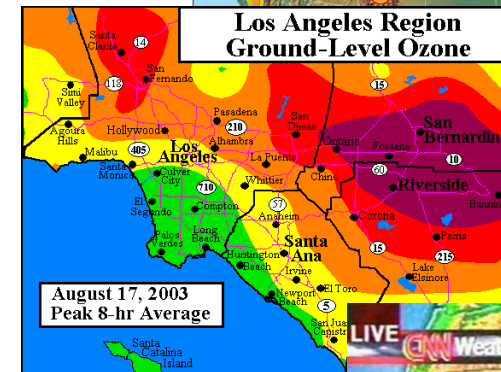 Los Angeles Region
Ground-Level Ozone
Santa
Clarita
14
San
Fernando
118
Simi
Valley
15
Pasadena
210
San
Dimas
San
Bernardin
Agoura
Hills
Hollywood
Los
Angeles
Alhambra
Ontario
Fontana
10
Malibu
405
La Puente
Santa
Monica
Culver
City
Whittier
Chino
60
Riverside
710
Bannin
El
Segundo
Compton
57
Anaheim
Corona
Palos
Verdes
Long
Beach
Santa
Ana
Perris
Huntington
Beach
15
215
Irvine
Lake
Elsinore
El Toro
August 17, 2003
Peak 8-hr Average
Newport
Beach
5
San Juan
Capistr
Santa
Catalina
Island
LIVE
CNN Weat